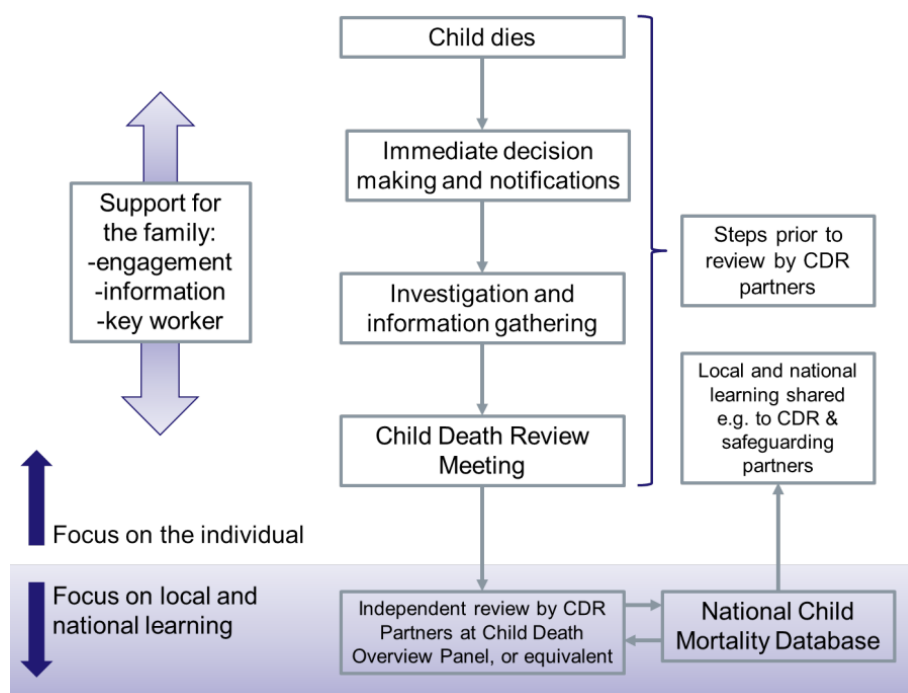 Child dies
Immediate decision
making and notifications
Support for
the family:
-engagement
-information
-key worker
Steps prior to
review by CDR
partners
Investigation and
information gathering
Local and national
learning shared
e.g. to CDR &
safeguarding
partners
Child Death Review
Meeting
Focus on the individual
Focus on local and
national learning
Independent review by CDR
Partners at Child Death
Overview Panel, or equivalent
National Child
Mortality Database